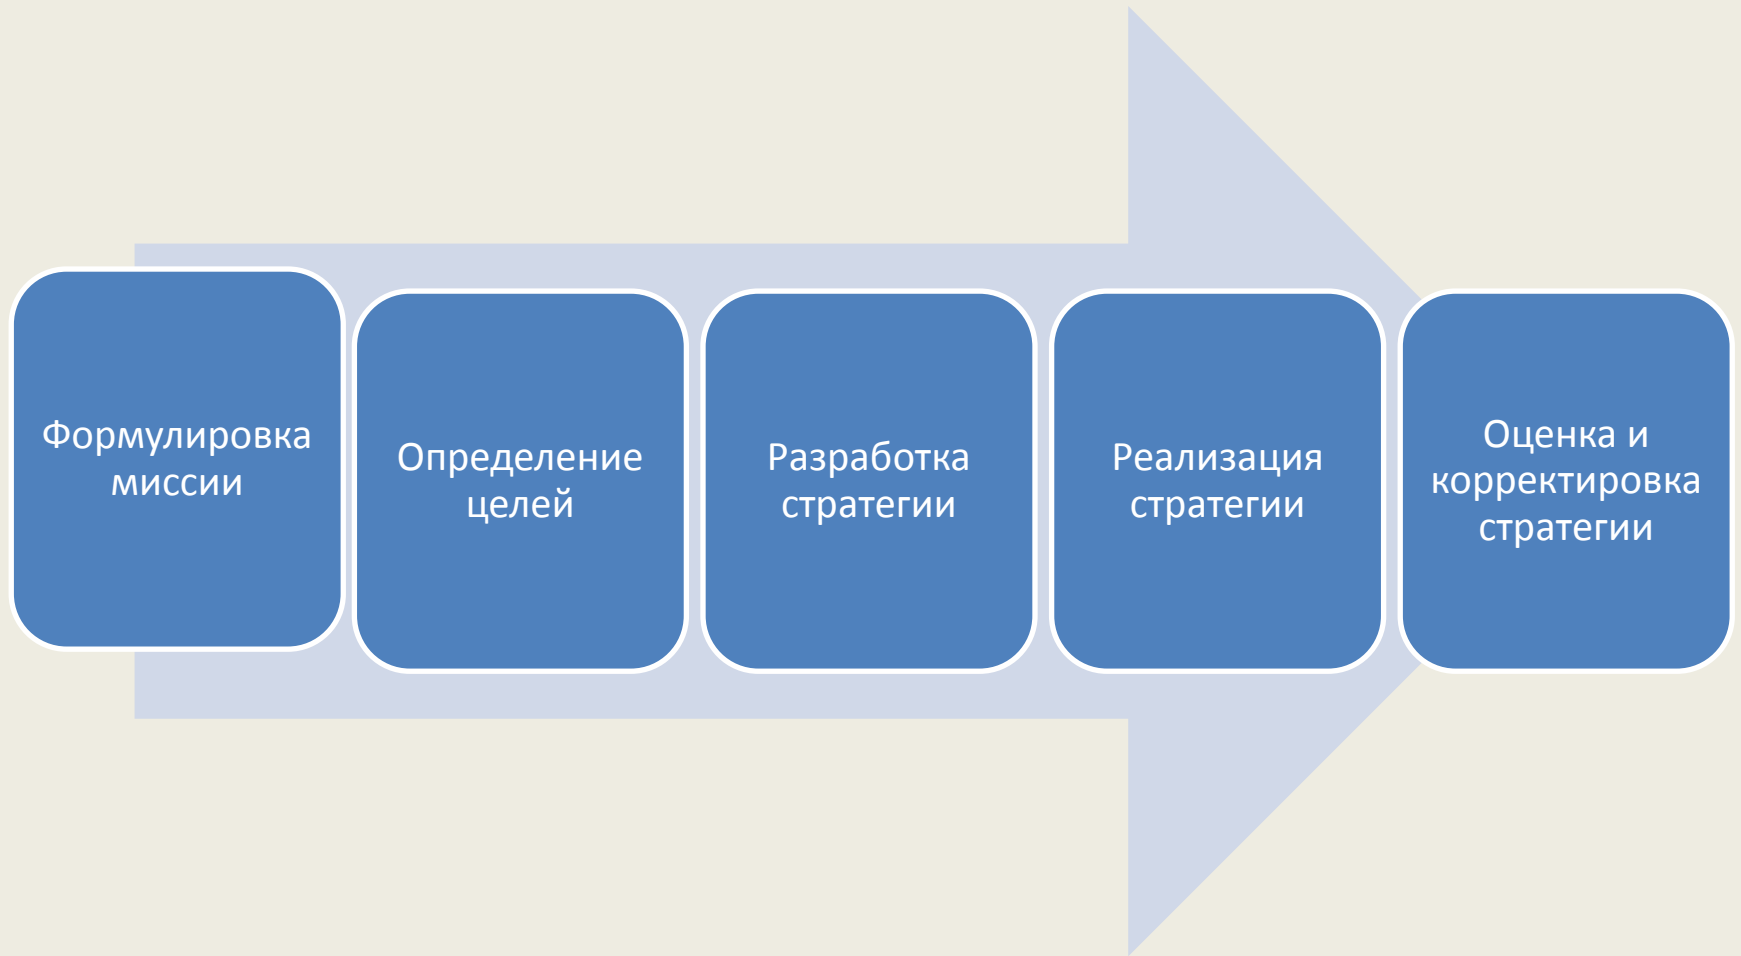 Формулировка
миссии
Определение
целей
Разработка
стратегии
Реализация
стратегии
Оценка и
корректировка
стратегии